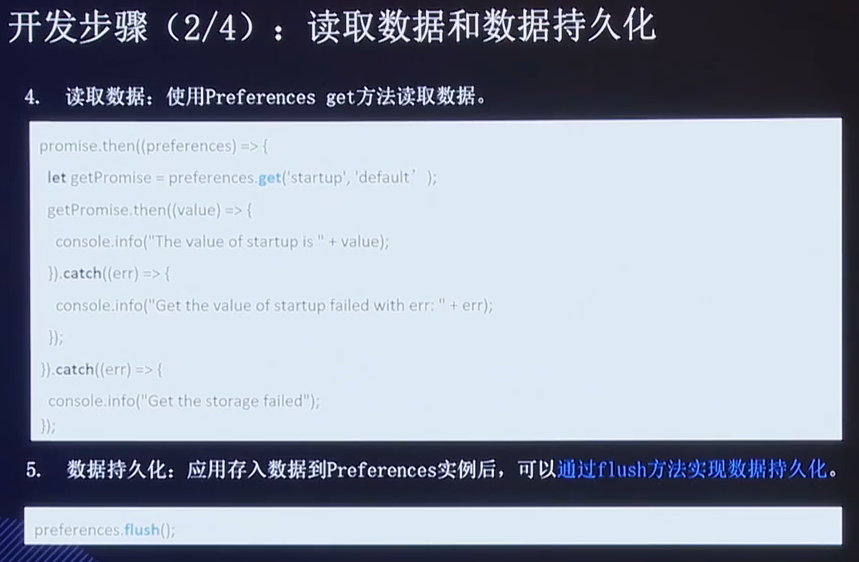 开发步骤（2/4）：读取数据和数据持久化
4. 读取数据：使用Preferences get方法读取数据。
promise.then((preferences) => {
let getPromise = preferences.get('startup', 'default’ );
getPromise.then((value) => {
console.info("The value of startup is " + value);
}).catch((err) => {
console.info("Get the value of startup failed with err: " + err);
});
}).catch((err) => {
console.info("Get the storage failed");
});
5. 数据持久化：应用存入数据到Preferences实例后，可以通过flush方法实现数据持久化。
preferences.flush();